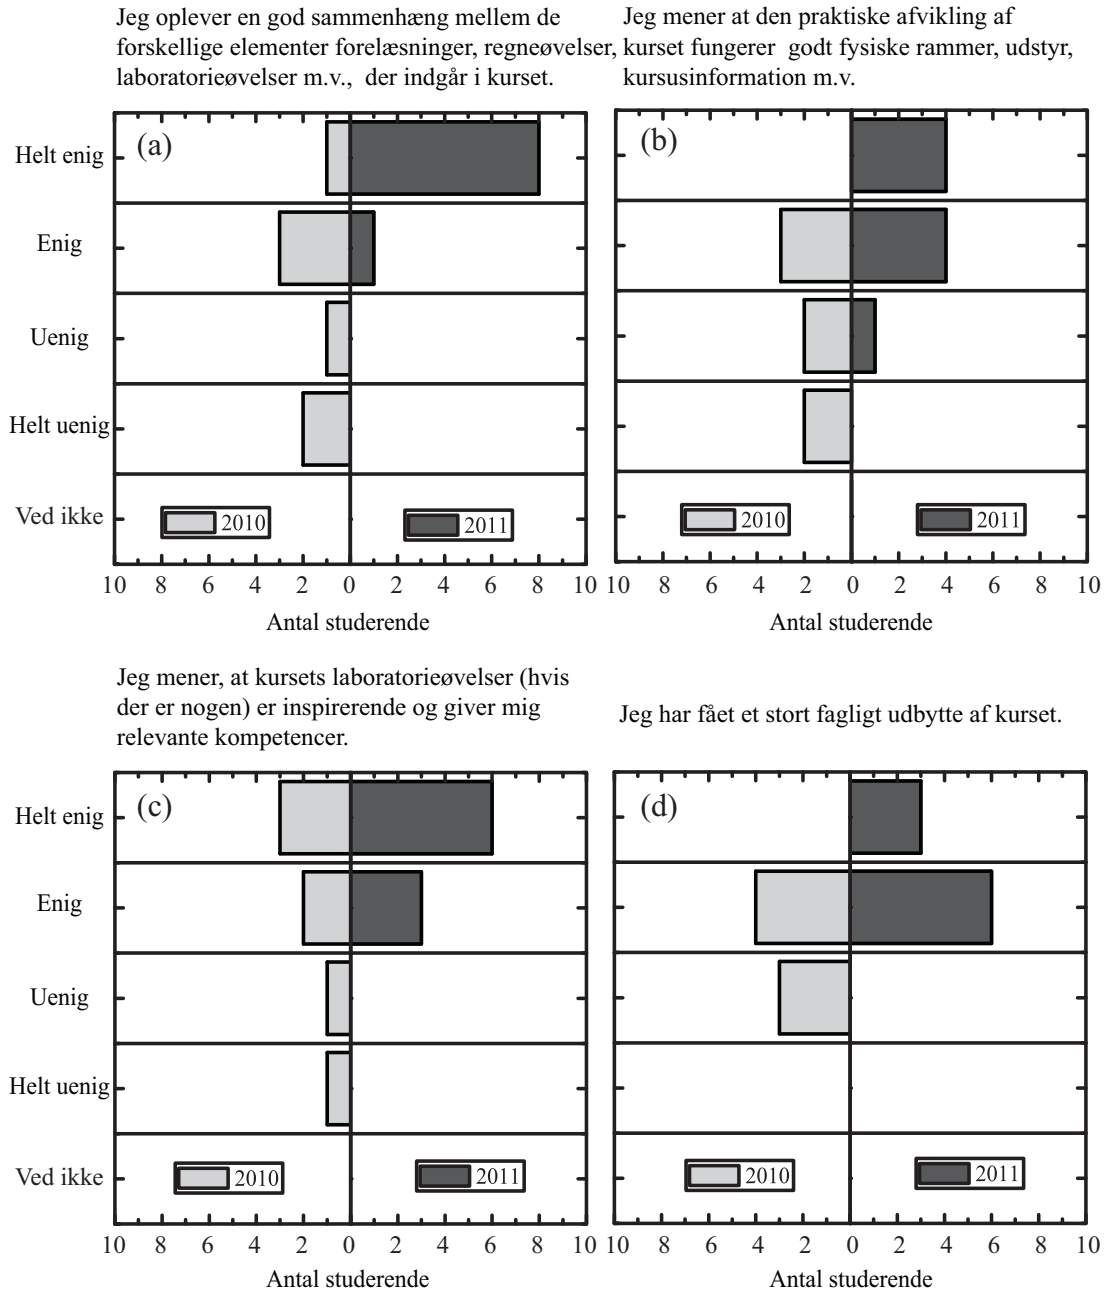 Jeg oplever en god sammenhæng mellem de
forskellige elementer forelæsninger, regneøvelser,
laboratorieøvelser m.v., der indgår i kurset.
(a)
Helt enig
Enig
Uenig
Helt uenig
Ved ikke
2010
2011
10 8 6 4 2 0 2 4 6 8 10
Antal studerende
Jeg mener at den praktiske afvikling af
kurset fungerer godt fysiske rammer, udstyr,
kursusinformation m.v.
(b)
2010
2011
8 6 4 2 0 2 4 6 8 10
Antal studerende
Jeg mener, at kursets laboratorieøvelser (hvis
der er nogen) er inspirerende og giver mig
relevante kompetencer.
(c)
Helt enig
Enig
Uenig
Helt uenig
Ved ikke
2010
2011
10 8 6 4 2 0 2 4 6 8 10
Antal studerende
Jeg har fået et stort fagligt udbytte af kurset.
(d)
2010
2011
8 6 4 2 0 2 4 6 8 10
Antal studerende